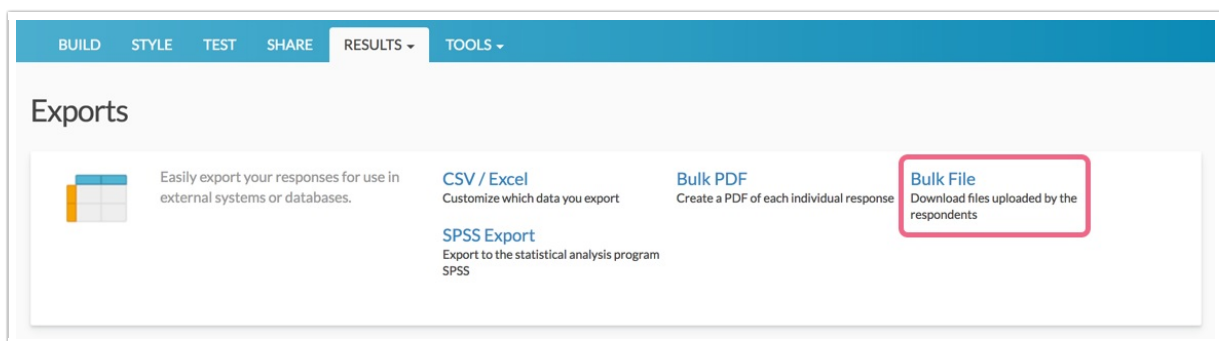 BUILD STYLE TEST SHARE RESULTS TOOLS
Exports
Easily export your responses for use in
external systems or databases.
CSV / Excel
Customize which data you export
SPSS Export
Export to the statistical analysis program
SPSS
Bulk PDF
Create a PDF of each individual response
Bulk File
Download files uploaded by the
respondents